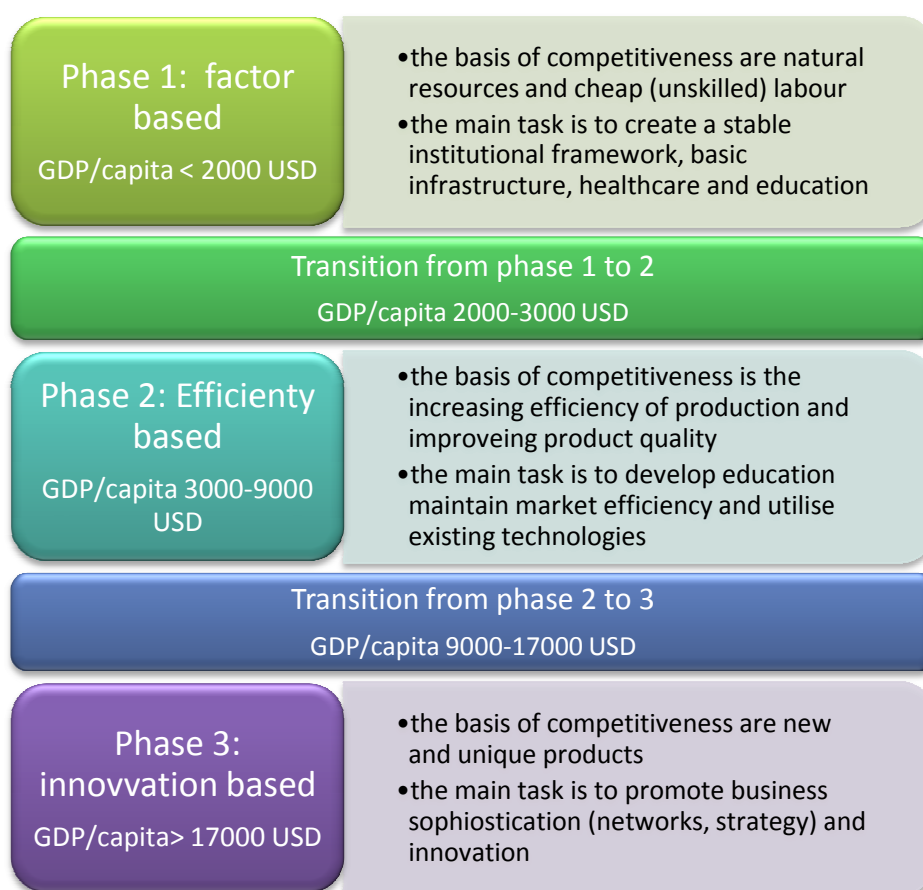 Phase 1:  factor
based
GDP/capita < 2000 USD
•the basis of competitiveness are natural
resources and cheap (unskilled) labour
•the main task is to create a stable
institutional framework, basic
infrastructure, healthcare and education
Transition from phase 1 to 2
GDP/capita 2000-3000 USD
Phase 2: Efficienty
based
GDP/capita 3000-9000
USD
•the basis of competitiveness is the
increasing efficiency of production and
improveing product quality
•the main task is to develop education
maintain market efficiency and utilise
existing technologies
Transition from phase 2 to 3
GDP/capita 9000-17000 USD
Phase 3:
innovvation based
GDP/capita> 17000 USD
•the basis of competitiveness are new
and unique products
•the main task is to promote business
sophiostication (networks, strategy) and
innovation